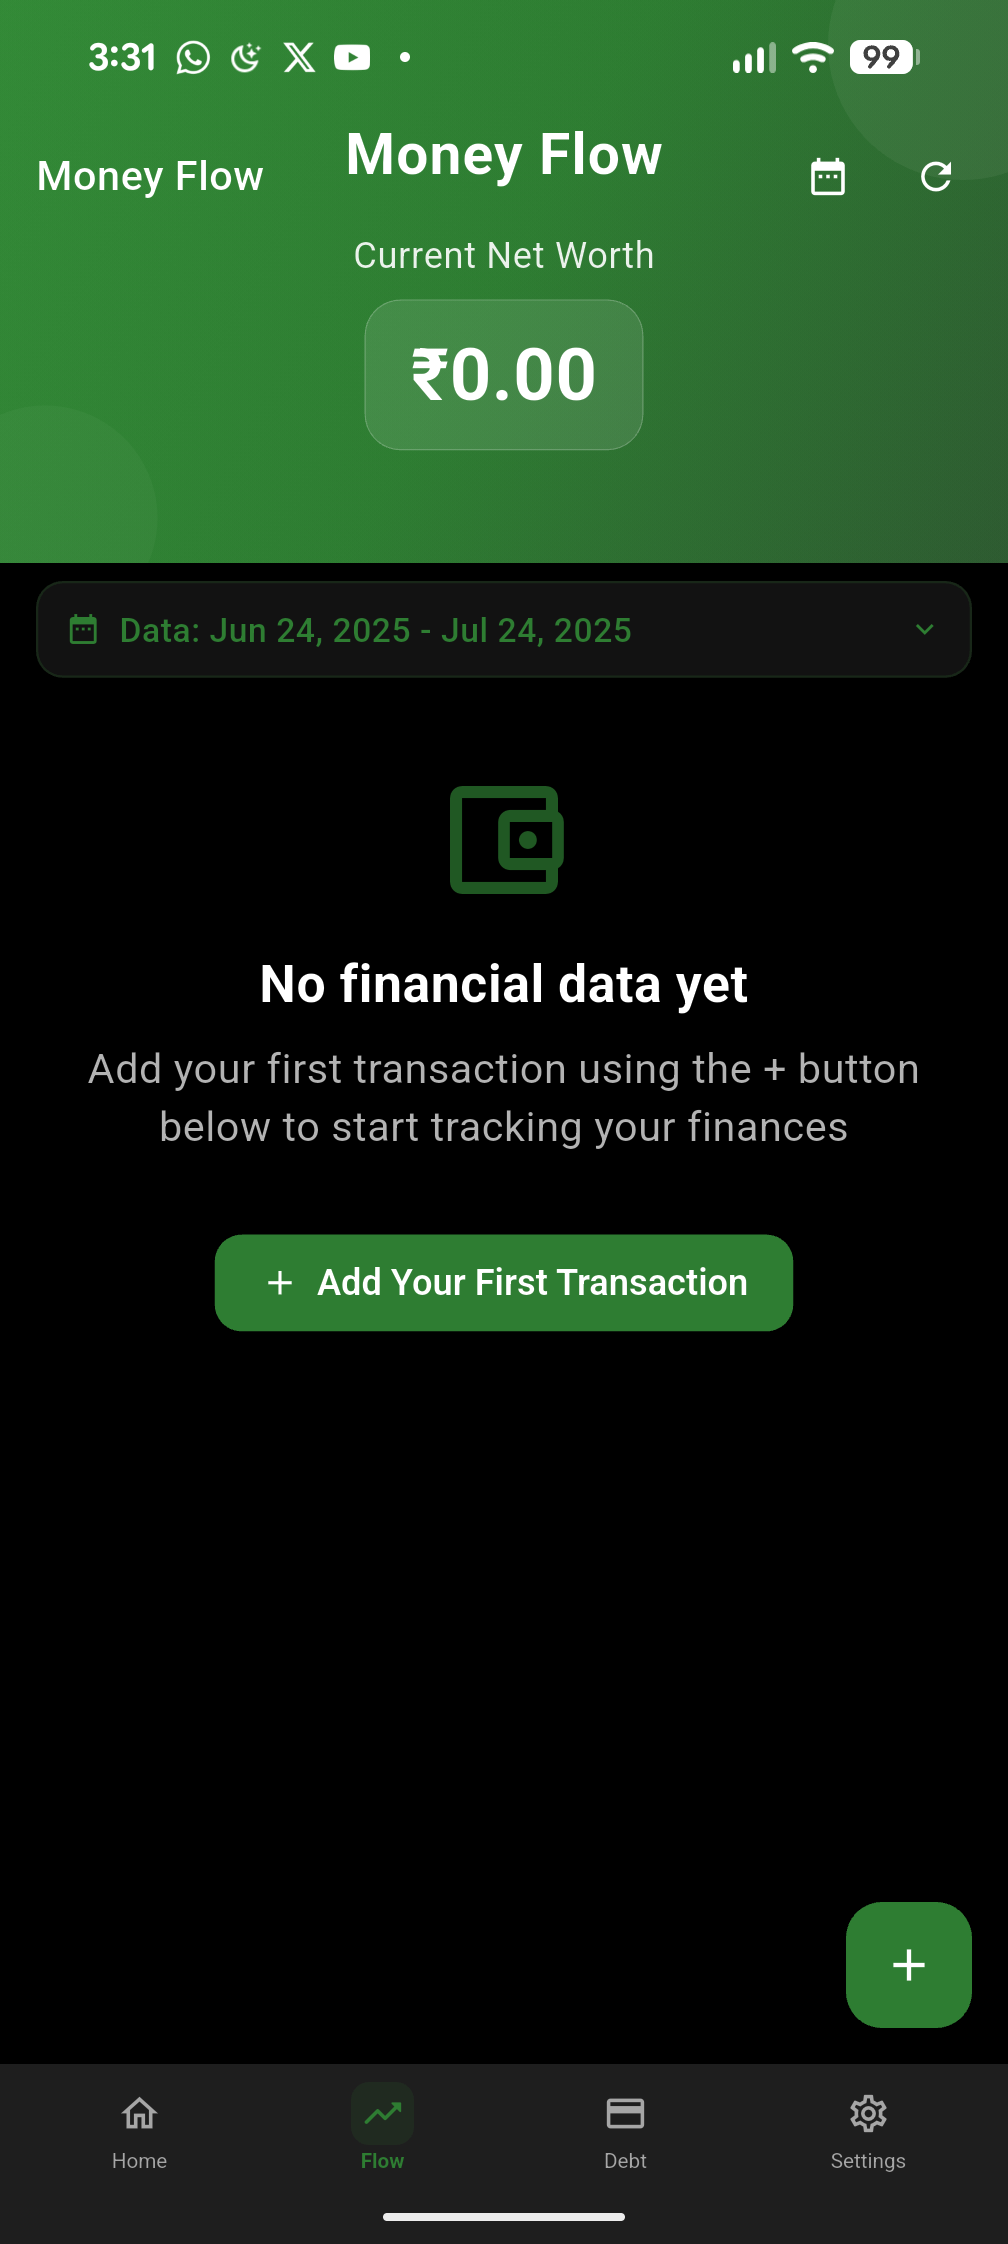 3:31
99
Money Flow
Money Flow
Current Net Worth
₹0.00
Data: Jun 24, 2025 - Jul 24, 2025
No financial data yet
Add your first transaction using the + button
below to start tracking your finances
+ Add Your First Transaction
+
Home
Flow
Debt
Settings